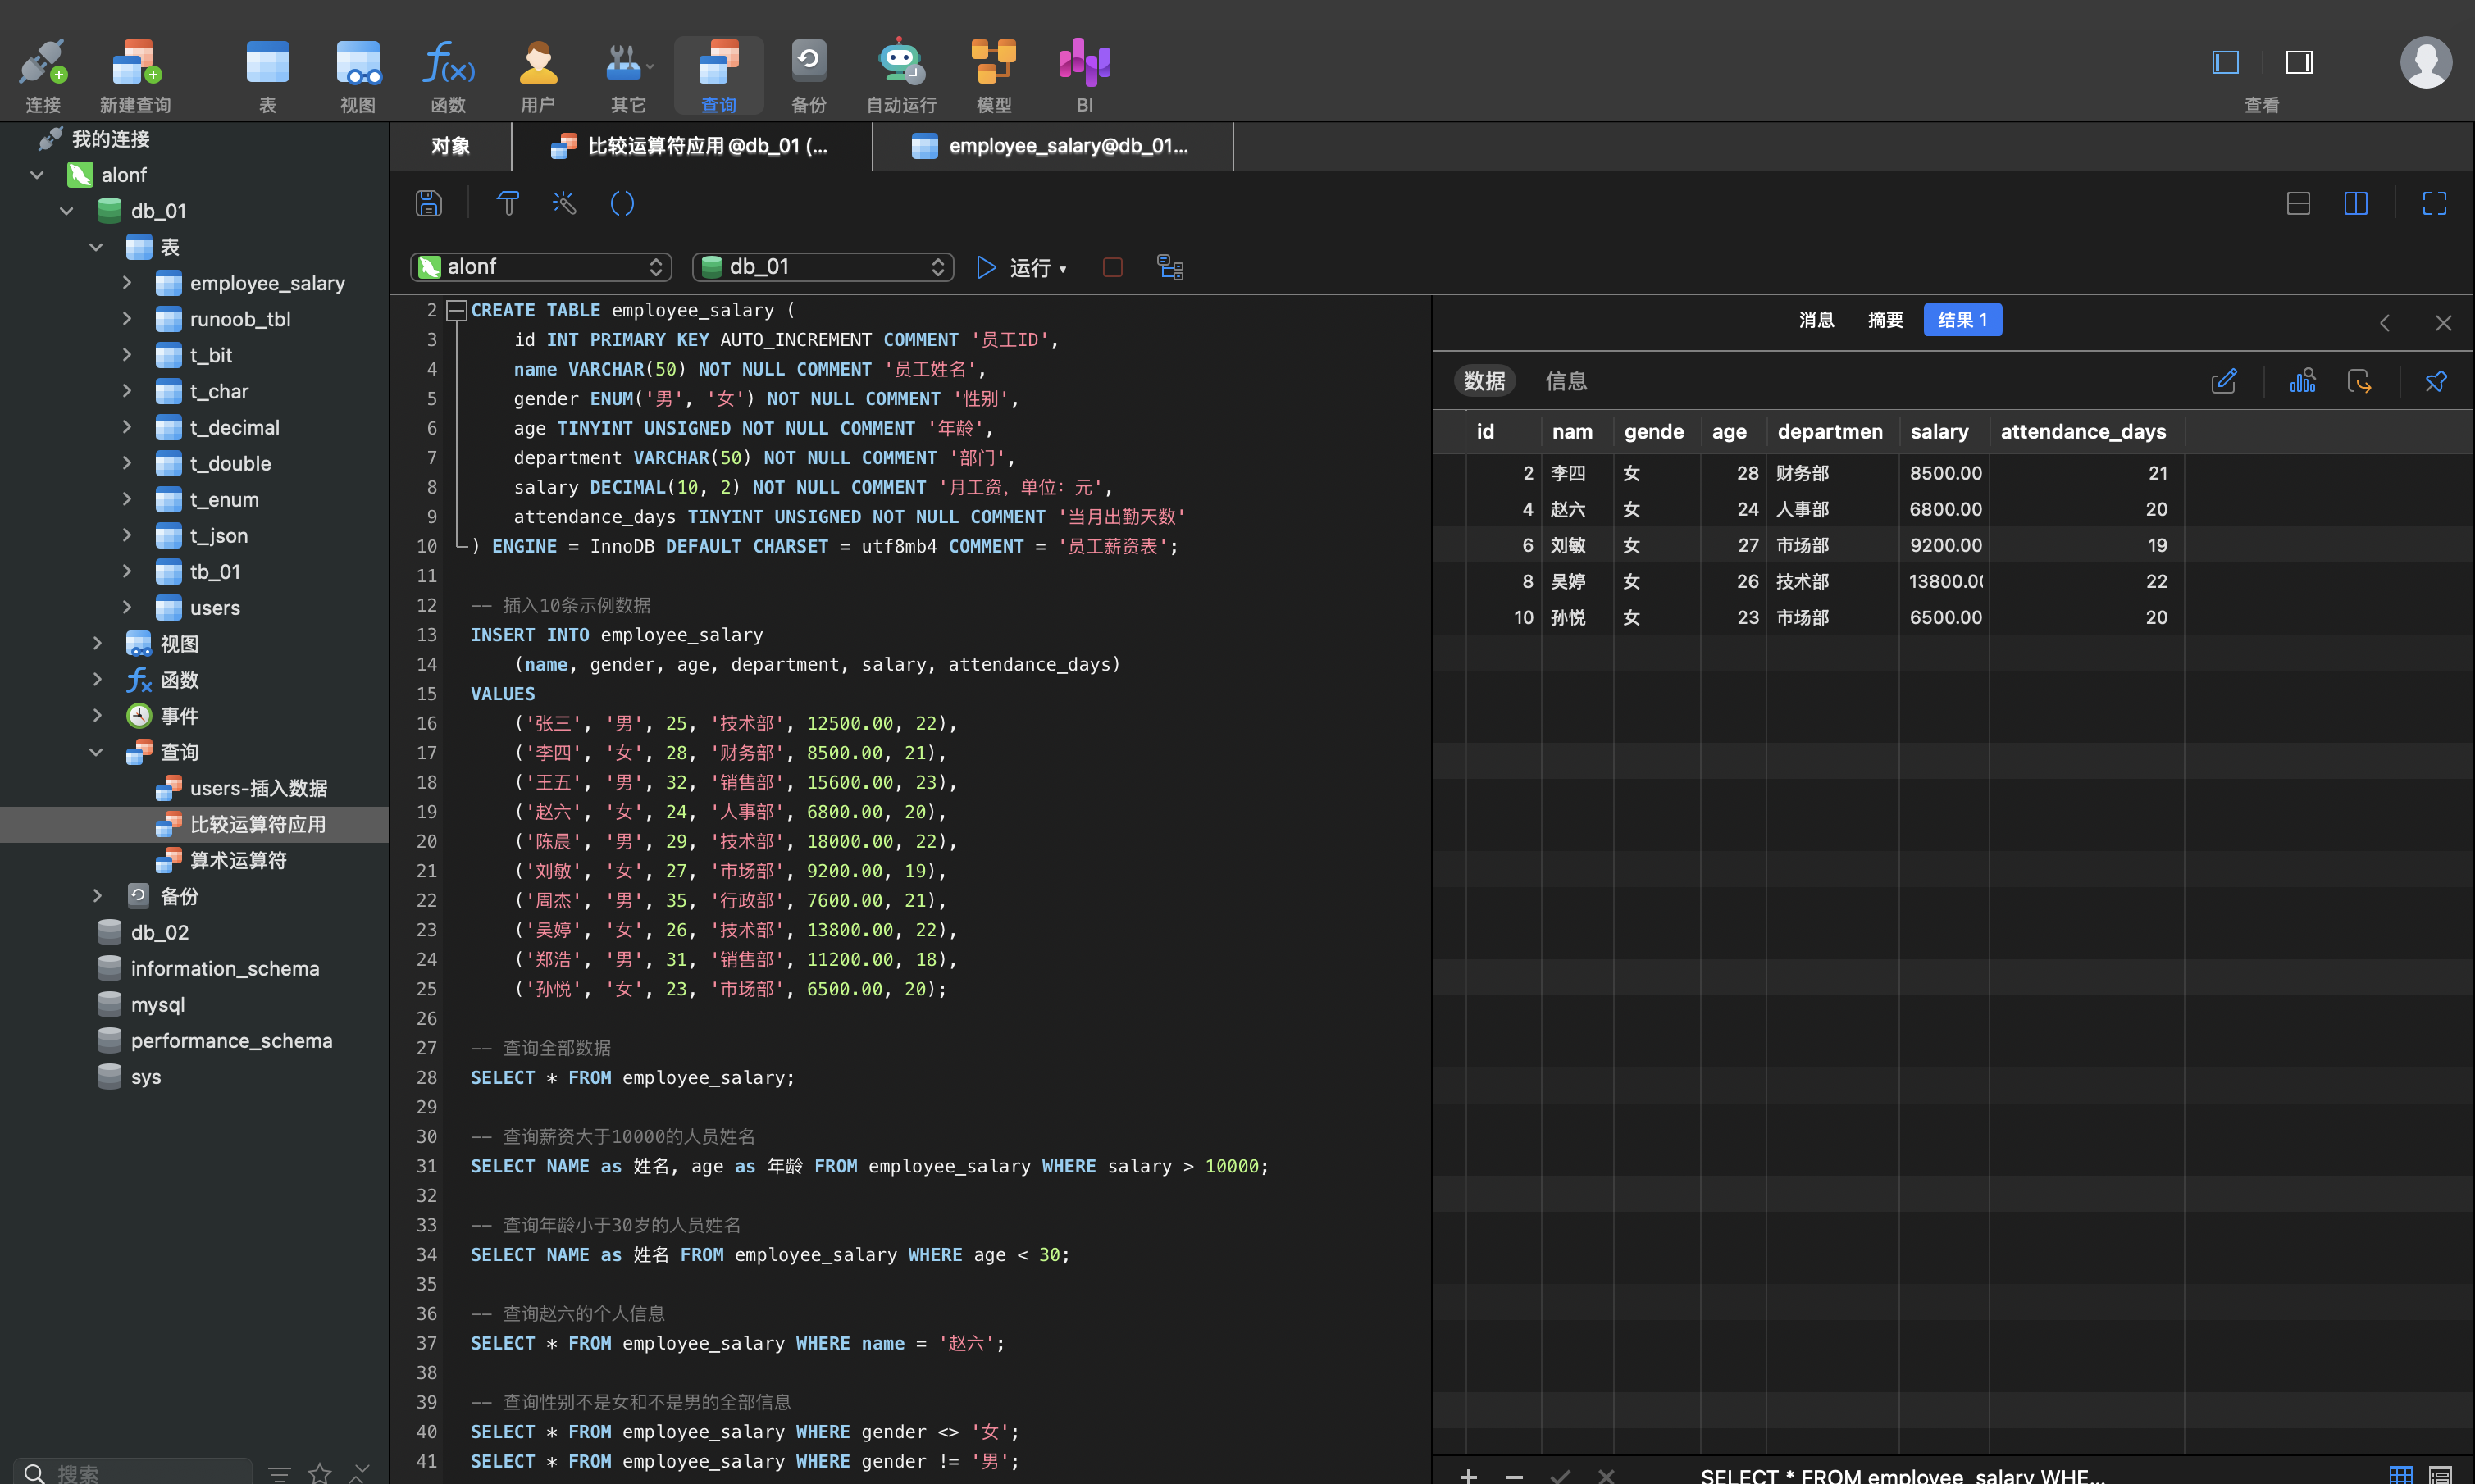 连接
新建查询
表
视图
函数
用户
其它
查询
备份
自动运行
模型
BI
查看
我的连接
alonf
db_01
表
employee_salary
runoob_tbl
t_bit
t_char
t_decimal
t_double
t_enum
t_json
tb_01
users
视图
函数
事件
查询
users-插入数据
比较运算符应用
算术运算符
备份
db_02
information_schema
mysql
performance_schema
sys
搜索
对象
比较运算符应用 @db_01 (...
employee_salary@db_01...
alonf
db_01
运行
2 CREATE TABLE employee_salary (
3 id INT PRIMARY KEY AUTO_INCREMENT COMMENT '员工ID',
4 name VARCHAR(50) NOT NULL COMMENT '员工姓名',
5 gender ENUM('男', '女') NOT NULL COMMENT '性别',
6 age TINYINT UNSIGNED NOT NULL COMMENT '年龄',
7 department VARCHAR(50) NOT NULL COMMENT '部门',
8 salary DECIMAL(10, 2) NOT NULL COMMENT '月工资，单位：元',
9 attendance_days TINYINT UNSIGNED NOT NULL COMMENT '当月出勤天数'
10 ) ENGINE = InnoDB DEFAULT CHARSET = utf8mb4 COMMENT = '员工薪资表';
11
12 -- 插入10条示例数据
13 INSERT INTO employee_salary
14 (name, gender, age, department, salary, attendance_days)
15 VALUES
16 ('张三', '男', 25, '技术部', 12500.00, 22),
17 ('李四', '女', 28, '财务部', 8500.00, 21),
18 ('王五', '男', 32, '销售部', 15600.00, 23),
19 ('赵六', '女', 24, '人事部', 6800.00, 20),
20 ('陈晨', '男', 29, '技术部', 18000.00, 22),
21 ('刘敏', '女', 27, '市场部', 9200.00, 19),
22 ('周杰', '男', 35, '行政部', 7600.00, 21),
23 ('吴婷', '女', 26, '技术部', 13800.00, 22),
24 ('郑浩', '男', 31, '销售部', 11200.00, 18),
25 ('孙悦', '女', 23, '市场部', 6500.00, 20);
26
27 -- 查询全部数据
28 SELECT * FROM employee_salary;
29
30 -- 查询薪资大于10000的人员姓名
31 SELECT NAME as 姓名, age as 年龄 FROM employee_salary WHERE salary > 10000;
32
33 -- 查询年龄小于30岁的人员姓名
34 SELECT NAME as 姓名 FROM employee_salary WHERE age < 30;
35
36 -- 查询赵六的个人信息
37 SELECT * FROM employee_salary WHERE name = '赵六';
38
39 -- 查询性别不是女和不是男的全部信息
40 SELECT * FROM employee_salary WHERE gender <> '女';
41 SELECT * FROM employee_salary WHERE gender != '男';
消息 摘要 结果 1
数据 信息
id nam gende age departmen salary attendance_days
2 李四 女 28 财务部 8500.00 21
4 赵六 女 24 人事部 6800.00 20
6 刘敏 女 27 市场部 9200.00 19
8 吴婷 女 26 技术部 13800.0( 22
10 孙悦 女 23 市场部 6500.00 20
SELECT * FROM employee_salary WHE...